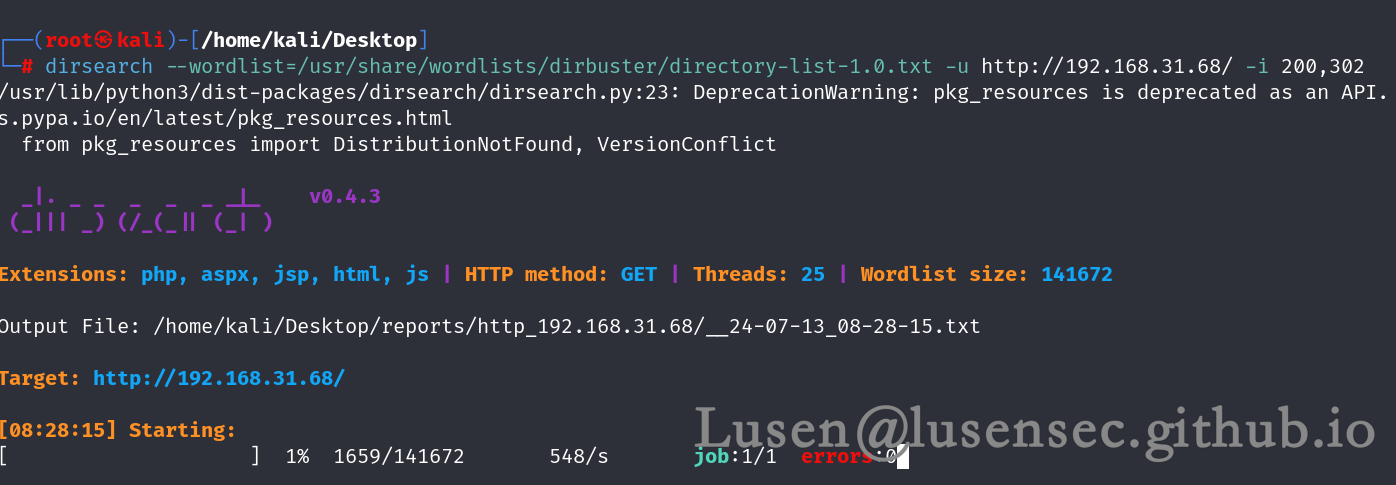 ┌──(root㉿kali)-[/home/kali/Desktop]
└─# dirsearch --wordlist=/usr/share/wordlists/dirbuster/directory-list-1.0.txt -u http://192.168.31.68/ -i 200,302
/usr/lib/python3/dist-packages/dirsearch/dirsearch.py:23: DeprecationWarning: pkg_resources is deprecated as an API.
s.pypa.io/en/latest/pkg_resources.html
from pkg_resources import DistributionNotFound, VersionConflict
v0.4.3
Extensions: php, aspx, jsp, html, js | HTTP method: GET | Threads: 25 | Wordlist size: 141672
Output File: /home/kali/Desktop/reports/http_192.168.31.68/__24-07-13_08-28-15.txt
Target: http://192.168.31.68/
[08:28:15] Starting:
[ ] 1% 1659/141672 548/s job:1/1 errors:0
Lusen@lusensec.github.io